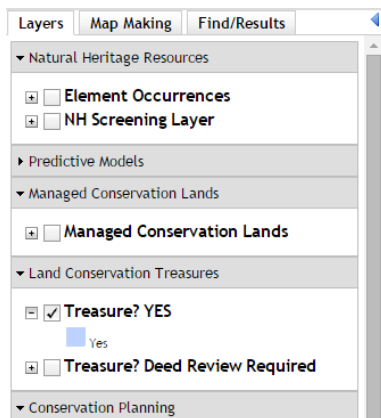 Layers Map Making Find/Results
Natural Heritage Resources
Element Occurrences
NH Screening Layer
Predictive Models
Managed Conservation Lands
Managed Conservation Lands
Land Conservation Treasures
Treasure? YES
Yes
Treasure? Deed Review Required
Conservation Planning